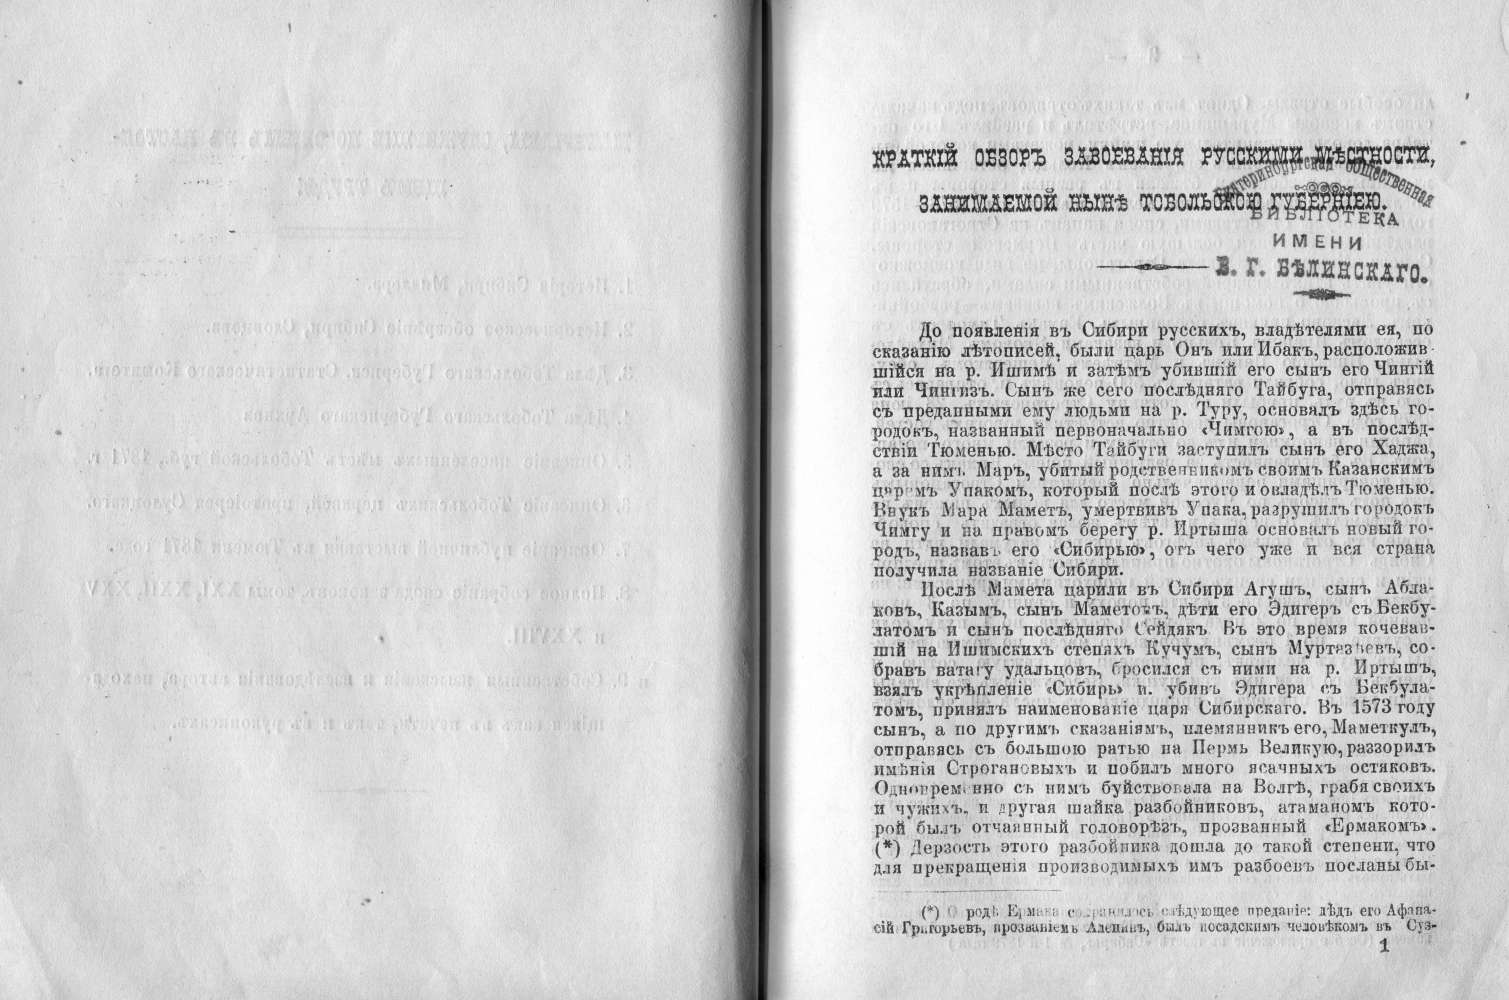 КРАТКІЙ ОБЗОРЪ ЗАВОЕВАНІЯ РУССКИМИ МѢСТНОСТИ,
ЗАНИМАЕМОЙ НЫНѢ ТОБОЛЬСКОЮ ГУБЕРНІЕЮ.
Екатеринбургская общественная
БИБЛІОТЕКА
ИМЕНИ
В. Г. БѢЛИНСКАГО.
До появленія въ Сибири русскихъ, владѣтелями ея, по
сказанію лѣтописей, были царь Онъ или Ибакъ, расположив-
шійся на р. Ишимѣ и затѣмъ убившій его сынъ его Чингій
или Чингизъ. Сынъ же сего послѣдняго Тайбуга, отправясь
съ преданными ему людьми на р. Туру, основалъ здѣсь го-
родокъ, названный первоначально «Чимгою», а въ послѣд-
ствіи Тюменью. Мѣсто Тайбуги заступилъ сынъ его Хаджа,
а за нимъ Маръ, убитый родственникомъ своимъ Казанскимъ
царемъ Упакомъ, который послѣ этого и овладѣлъ Тюменью.
Внукъ Мара Маметъ, умертвивъ Упака, разрушилъ городокъ
Чимгу и на правомъ берегу р. Иртыша основалъ новый го-
родъ, назвавъ его «Сибирью», отъ чего уже и вся страна
получила названіе Сибири.
Послѣ Мамета царили въ Сибири Агушъ, сынъ Абла-
ковъ, Казымъ, сынъ Маметовъ, дѣти его Эдигеръ съ Бекбу-
латомъ и сынъ послѣдняго Сейдякъ. Въ это время кочевав-
шій на Ишимскихъ степяхъ Кучумъ, сынъ Муртазѣевъ, со-
бравъ ватагу удальцовъ, бросился съ ними на р. Иртышъ,
взялъ укрѣпленіе «Сибирь» и, убивъ Эдигера съ Бекбула-
томъ, принялъ наименованіе царя Сибирскаго. Въ 1573 году
сынъ, а по другимъ сказаніямъ, племянникъ его, Маметкулъ,
отправясь съ большою ратью на Пермь Великую, раззорилъ
имѣнія Строгановыхъ и побилъ много ясачныхъ остяковъ.
Одновременно съ нимъ буйствовала на Волгѣ, грабя своихъ
и чужихъ, и другая шайка разбойниковъ, атаманомъ кото-
рой былъ отчаянный головорѣзъ, прозванный «Ермакомъ».
(*) Дерзость этого разбойника дошла до такой степени, что
для прекращенія производимыхъ имъ разбоевъ посланы бы-
(*) О родѣ Ермака сохранилось слѣдующее преданіе: дѣдъ его Афана-
сій Григорьевъ, прозваніемъ Аленинъ, былъ посадскимъ человѣкомъ въ Суз-
1